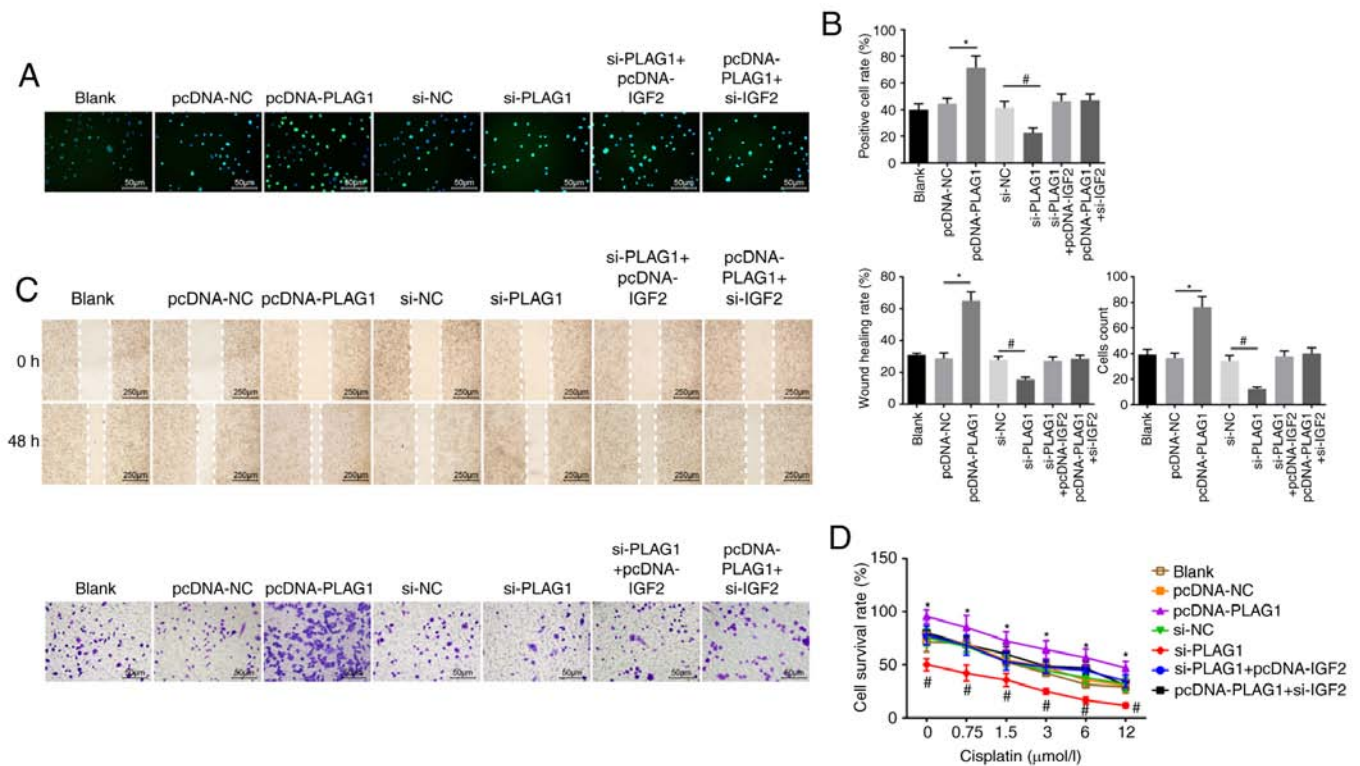 A
Blank
pcDNA-NC
pcDNA-PLAG1
si-NC
si-PLAG1
si-PLAG1+
pcDNA-
IGF2
pcDNA-
PLAG1+
si-IGF2
50μm
50μm
50μm
50μm
50μm
50μm
50μm
B
Positive cell rate (%)
100
80
60
40
20
0
*
#
Blank
pcDNA-NC
pcDNA-PLAG1
si-NC
si-PLAG1
si-PLAG1
+pcDNA-IGF2
pcDNA-PLAG1
+si-IGF2
C
Blank
pcDNA-NC
pcDNA-PLAG1
si-NC
si-PLAG1
si-PLAG1+
pcDNA-
IGF2
pcDNA-
PLAG1+
si-IGF2
0 h
250μm
250μm
250μm
250μm
250μm
250μm
250μm
48 h
250μm
250μm
250μm
250μm
250μm
250μm
250μm
Wound healing rate (%)
80
60
40
20
0
*
#
Blank
pcDNA-NC
pcDNA-PLAG1
si-NC
si-PLAG1
si-PLAG1
+pcDNA-IGF2
pcDNA-PLAG1
+si-IGF2
Cells count
100
80
60
40
20
0
*
#
Blank
pcDNA-NC
pcDNA-PLAG1
si-NC
si-PLAG1
si-PLAG1
+pcDNA-IGF2
pcDNA-PLAG1
+si-IGF2
Blank
pcDNA-NC
pcDNA-PLAG1
si-NC
si-PLAG1
si-PLAG1
+pcDNA-
IGF2
pcDNA-
PLAG1+
si-IGF2
50μm
50μm
50μm
50μm
50μm
50μm
50μm
D
Cell survival rate (%)
150
100
50
0
* * * * * *
# # # # # #
0 0.75 1.5 3 6 12
Cisplatin (μmol/l)
Blank
pcDNA-NC
pcDNA-PLAG1
si-NC
si-PLAG1
si-PLAG1+pcDNA-IGF2
pcDNA-PLAG1+si-IGF2